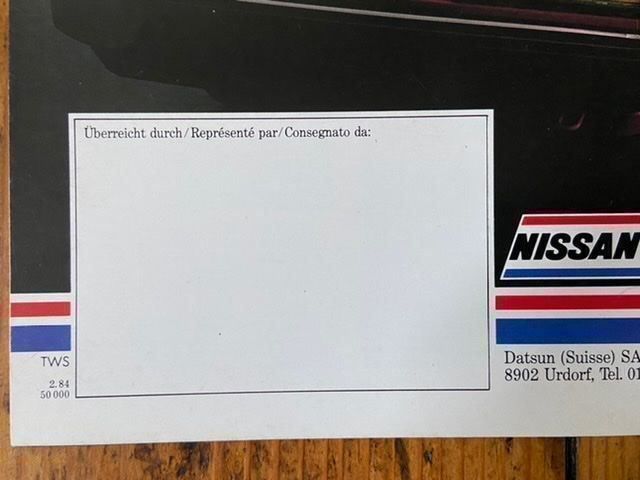 Überreicht durch/Représenté par/Consegnato da:
NISSAN
TWS
2.84
50 000
Datsun (Suisse) SA
8902 Urdorf, Tel. 01